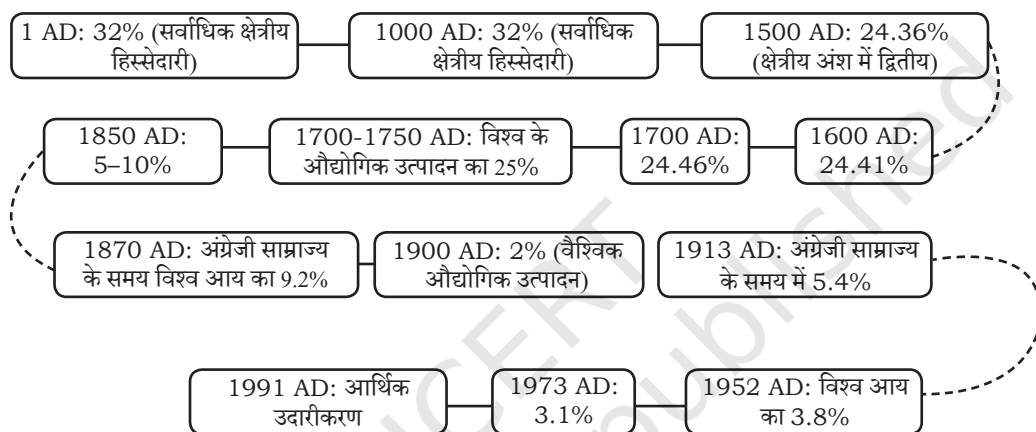 1 AD: 32% (सर्वाधिक क्षेत्रीय
हिस्सेदारी)
1000 AD: 32% (सर्वाधिक
क्षेत्रीय हिस्सेदारी)
1500 AD: 24.36%
(क्षेत्रीय अंश में द्वितीय)
1600 AD:
24.41%
1700 AD:
24.46%
1700-1750 AD: विश्व के
औद्योगिक उत्पादन का 25%
1850 AD:
5–10%
1870 AD: अंग्रेजी साम्राज्य
के समय विश्व आय का 9.2%
1900 AD: 2% (वैश्विक
औद्योगिक उत्पादन)
1913 AD: अंग्रेजी साम्राज्य
के समय में 5.4%
1952 AD: विश्व आय
का 3.8%
1973 AD:
3.1%
1991 AD: आर्थिक
उदारीकरण
NCERT
published